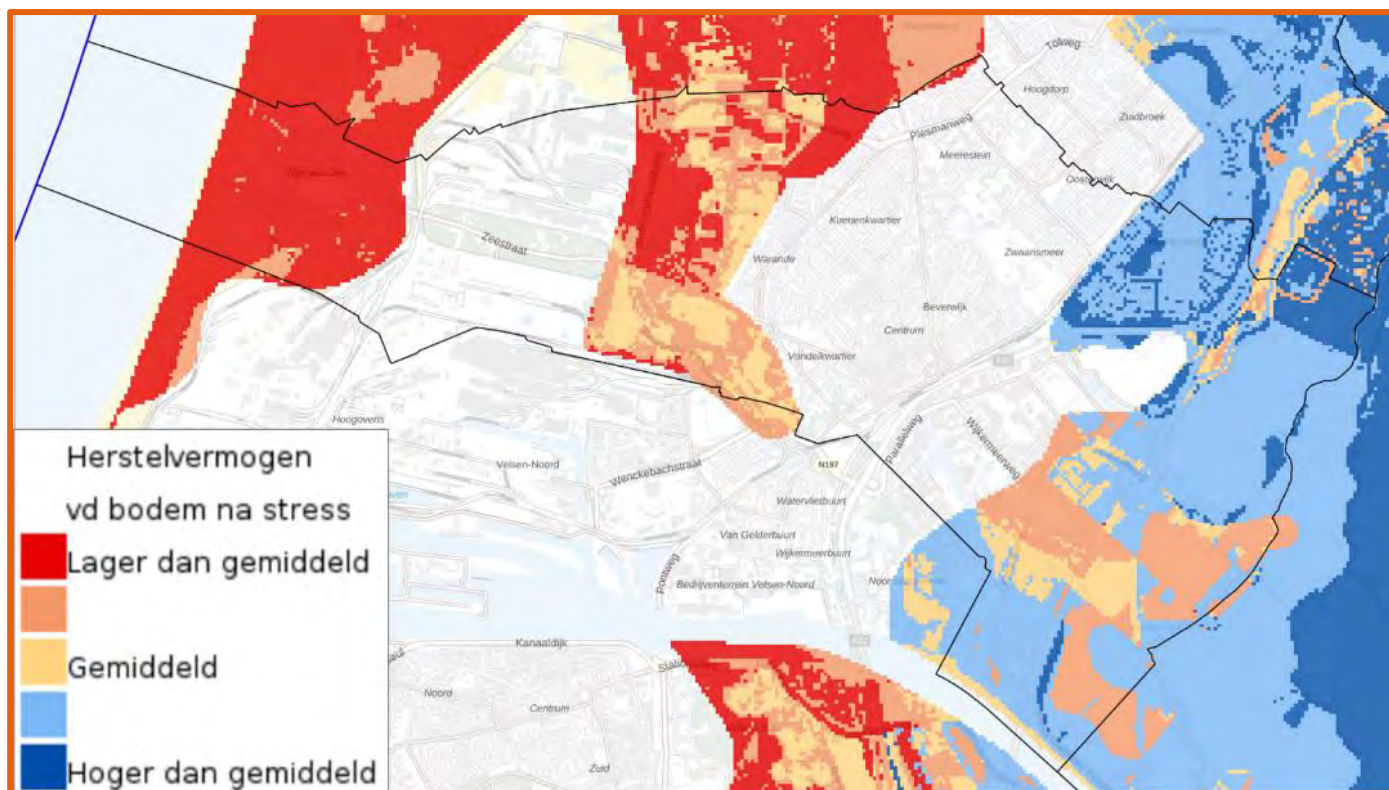 Tolweg
Hoogdorp
Zuidbroek
Plesmanweg
Meerestein
Oosterwijk
Kuenenkwartier
Zeestraat
Warande
Zwaansmeer
Beverwijk
Centrum
Vondelkwartier
Hoogovens
Parallelweg
Wijkermeerweg
Velsen-Noord
Wenckebachstraat
N197
Watervlietbuurt
Van Gelderbuurt
Wijkermeerbuurt
Pontweg
Bedrijventerrein Velsen-Noord
Kanaaldijk
Noord
Centrum
Zuid
Herstelvermogen
vd bodem na stress
Lager dan gemiddeld
Gemiddeld
Hoger dan gemiddeld